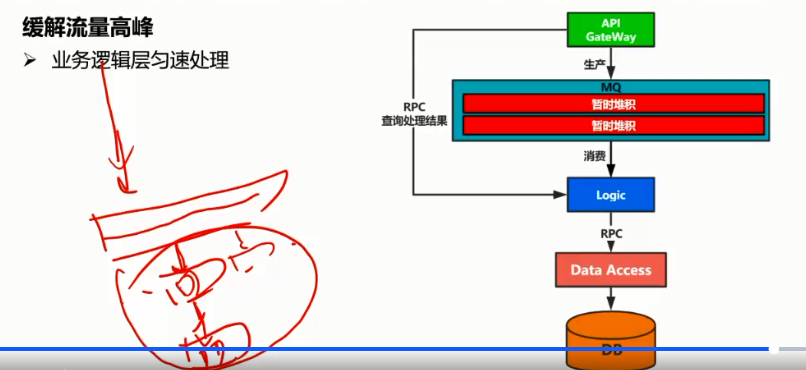 缓解流量高峰
➢ 业务逻辑层匀速处理
API
GateWay
生产
MQ
暂时堆积
暂时堆积
RPC
查询处理结果
消费
Logic
RPC
Data Access
DB